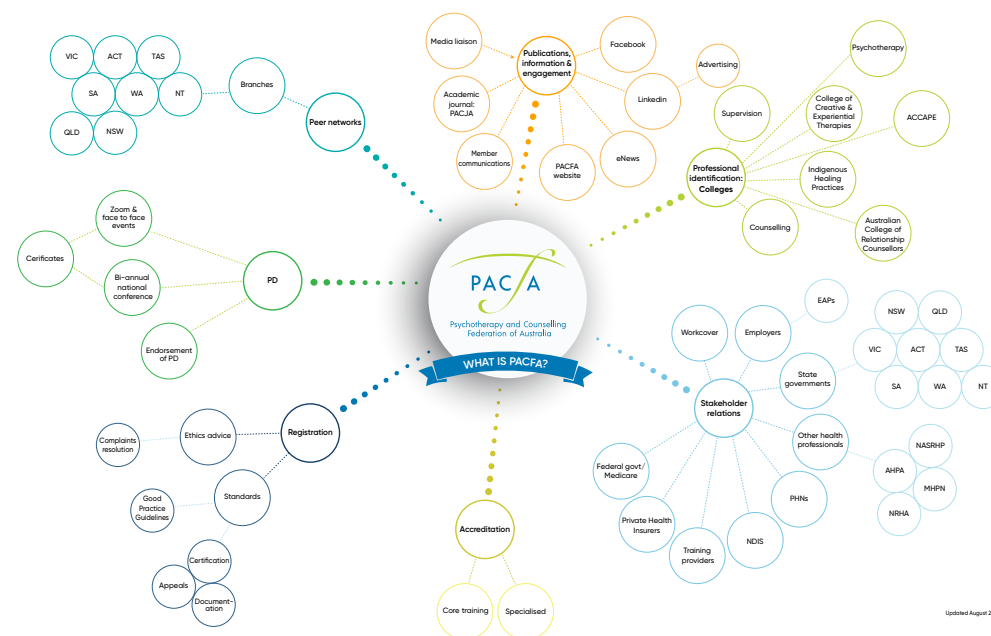 VIC
ACT
TAS
SA
WA
NT
QLD
NSW
Branches
Peer networks
Media liaison
Publications,
information &
engagement
Facebook
Advertising
Linkedin
Academic
journal:
PACJA
Member
communications
PACFA
website
eNews
Psychotherapy
Supervision
College of
Creative &
Experiential
Therapies
ACCAPE
Professional
identification:
Colleges
Indigenous
Healing
Practices
Counselling
Australian
College of
Relationship
Counsellors
Zoom &
face to face
events
Cerificates
Bi-annual
national
conference
PD
Endorsement
of PD
PACFA
Psychotherapy and Counselling
Federation of Australia
WHAT IS PACFA?
Workcover
Employers
EAPs
State
governments
NSW
QLD
VIC
ACT
TAS
SA
WA
NT
Stakeholder
relations
Other health
professionals
NASRHP
AHPA
MHPN
NRHA
Federal govt/
Medicare
Private Health
Insurers
Training
providers
NDIS
PHNs
Registration
Ethics advice
Complaints
resolution
Standards
Good
Practice
Guidelines
Certification
Appeals
Document-
ation
Accreditation
Core training
Specialised
Updated August 2